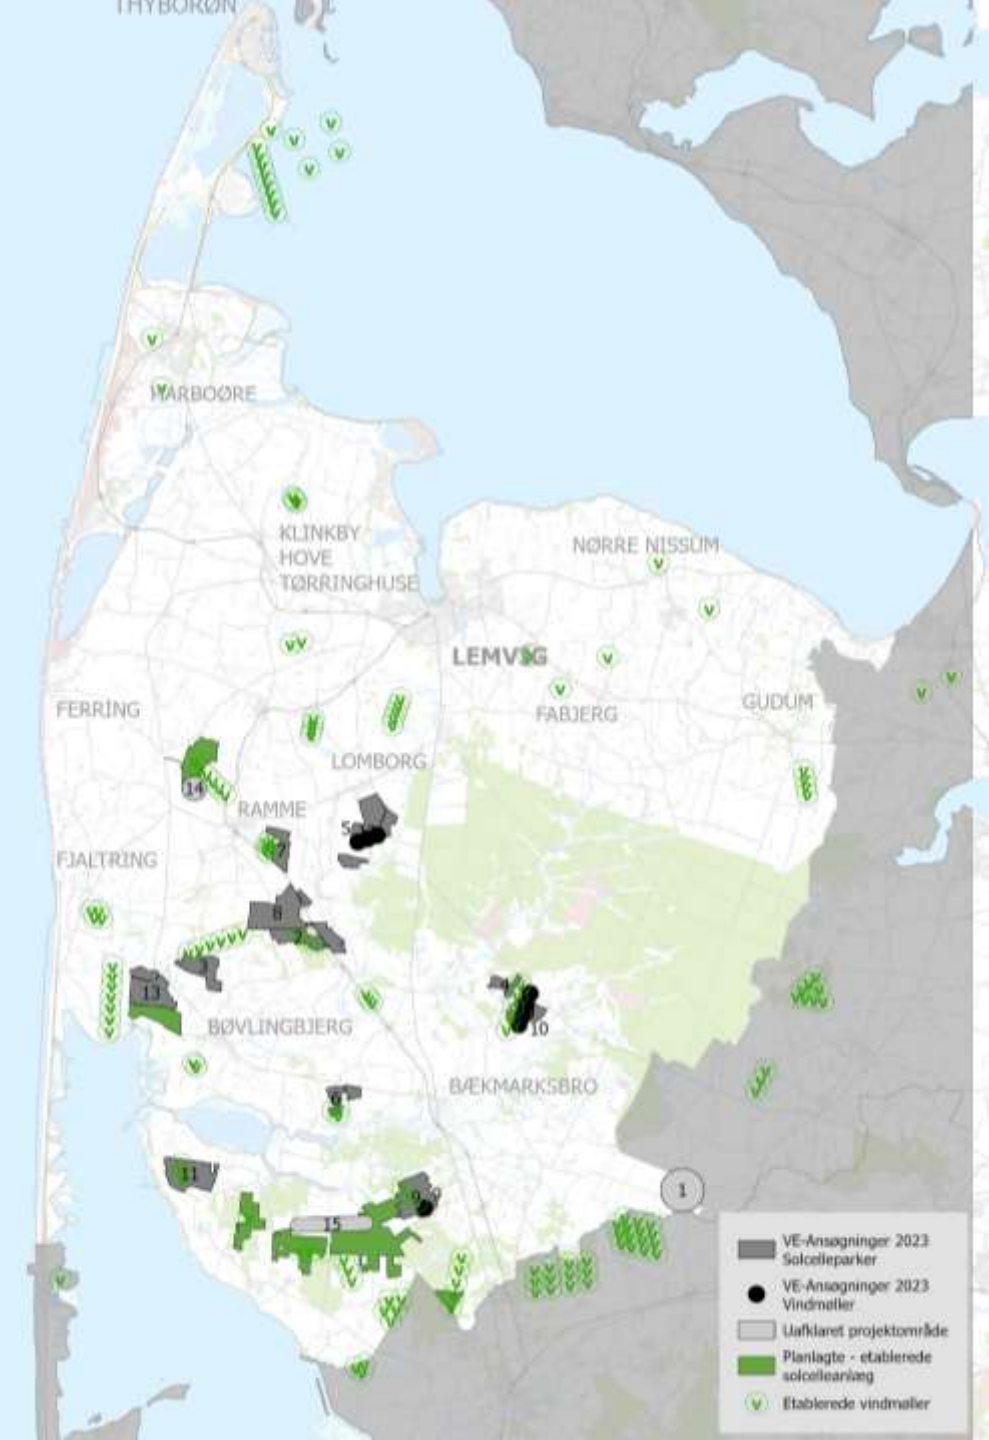 THYBORØN
HARBOØRE
KLINKBY
HOVE
TØRRINGHUSE
NØRRE NISSUM
LEMVIG
FERRING
FABJERG
GUDUM
LOMBORG
14
RAMME
5
7
FJALTRING
8
13
10
BØVLINGBJERG
BÆKMARKSBRO
6
11
1
9
15
VE-Ansøgninger 2023
Solcelleparker
VE-Ansøgninger 2023
Vindmøller
Uafklaret projektområde
Planlagte - etablerede
solcelleanlæg
Etablerede vindmøller